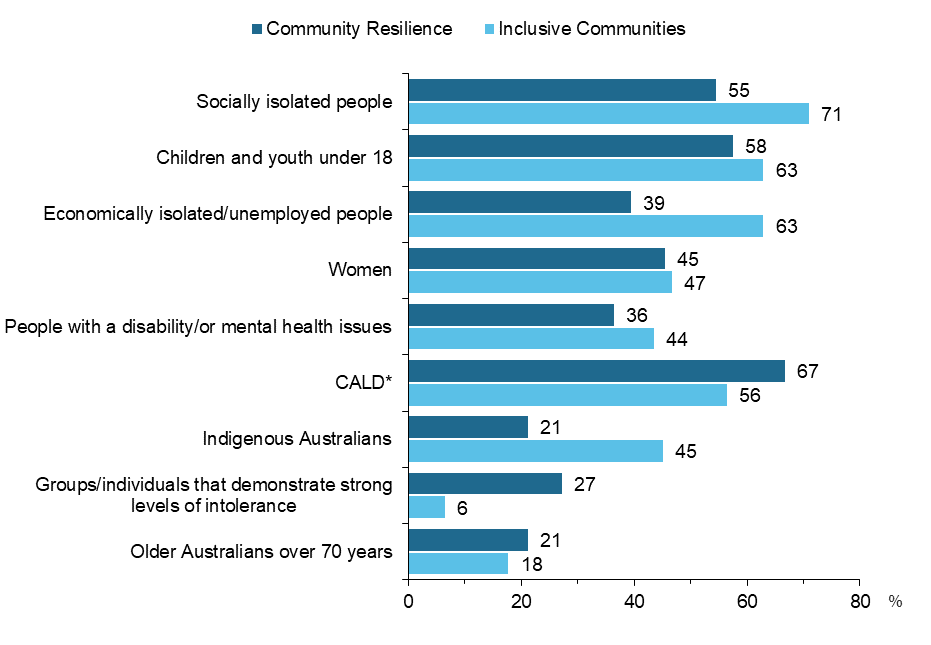 Community Resilience Inclusive Communities
Socially isolated people 55
71
Children and youth under 18 58
63
Economically isolated/unemployed people 39
63
Women 45
47
People with a disability/or mental health issues 36
44
CALD* 67
56
Indigenous Australians 21
45
Groups/individuals that demonstrate strong 27
levels of intolerance 6
Older Australians over 70 years 21
18
0 20 40 60 80 %